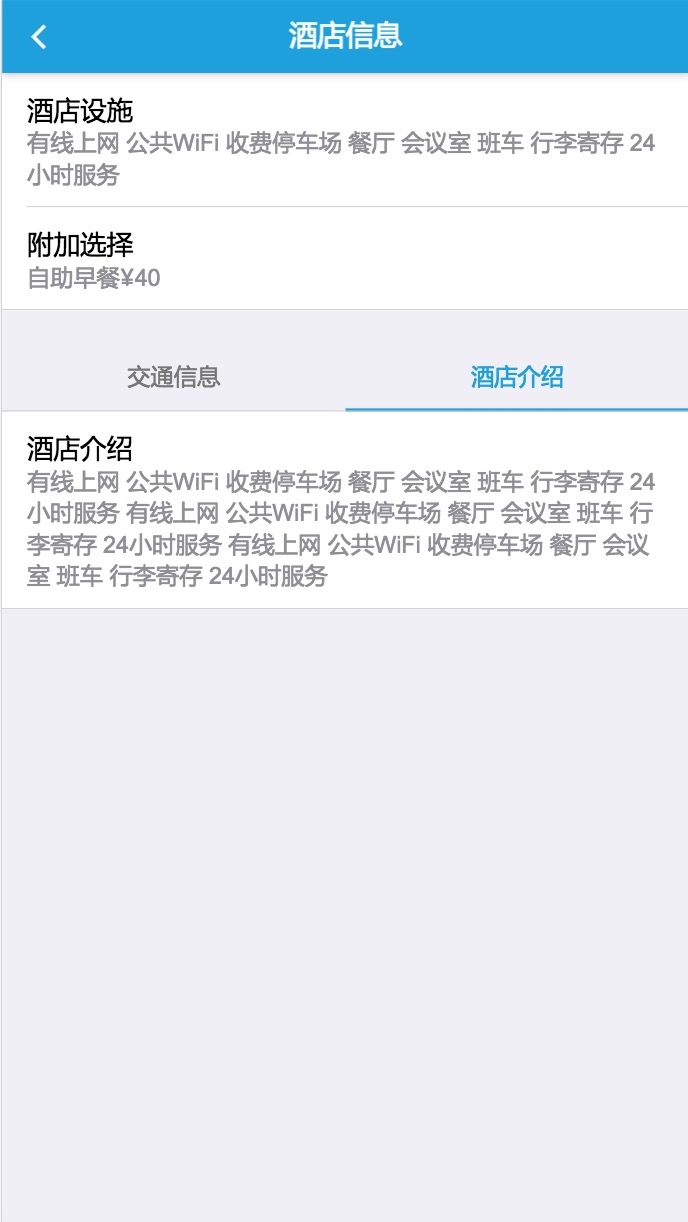 酒店信息
酒店设施
有线上网 公共WiFi 收费停车场 餐厅 会议室 班车 行李寄存 24
小时服务
附加选择
自助早餐¥40
交通信息 酒店介绍
酒店介绍
有线上网 公共WiFi 收费停车场 餐厅 会议室 班车 行李寄存 24
小时服务 有线上网 公共WiFi 收费停车场 餐厅 会议室 班车 行
李寄存 24小时服务 有线上网 公共WiFi 收费停车场 餐厅 会议
室 班车 行李寄存 24小时服务